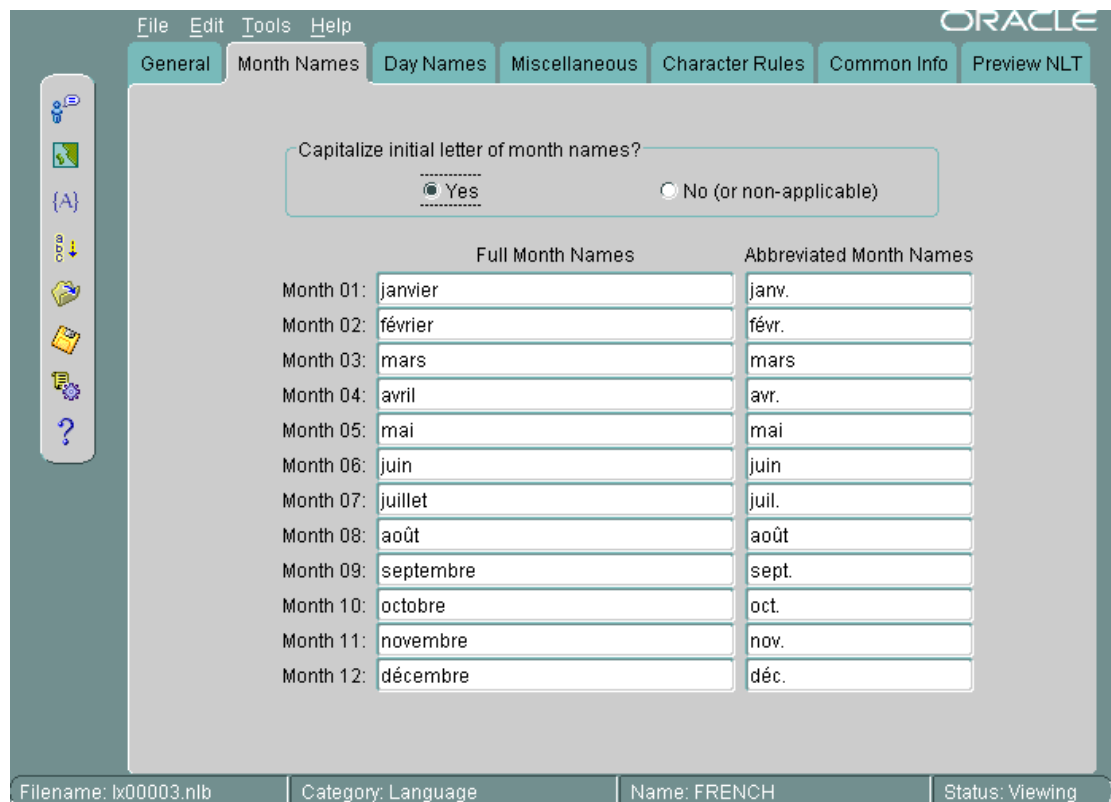 File Edit Tools Help
ORACLE
General Month Names Day Names Miscellaneous Character Rules Common Info Preview NLT
Capitalize initial letter of month names?
Yes No (or non-applicable)
{A}
a
b
c
?
Full Month Names Abbreviated Month Names
Month 01: janvier janv.
Month 02: février févr.
Month 03: mars mars
Month 04: avril avr.
Month 05: mai mai
Month 06: juin juin
Month 07: juillet juil.
Month 08: août août
Month 09: septembre sept.
Month 10: octobre oct.
Month 11: novembre nov.
Month 12: décembre déc.
Filename: lx00003.nlb Category: Language Name: FRENCH Status: Viewing